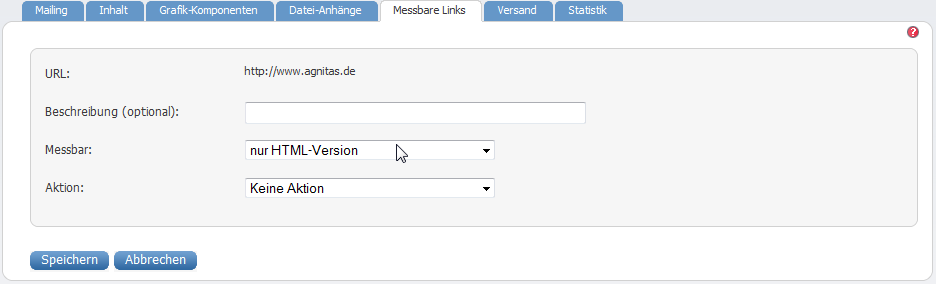 Mailing Inhalt Grafik-Komponenten Datei-Anhänge Messbare Links Versand Statistik
?
URL: http://www.agnitas.de
Beschreibung (optional):
Messbar: nur HTML-Version
Aktion: Keine Aktion
Speichern Abbrechen